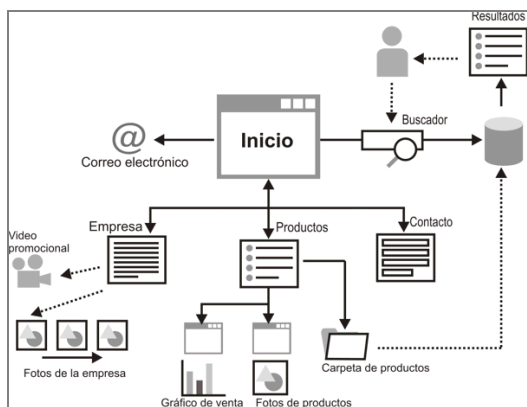 Resultados
Buscador
@
Inicio
Correo electrónico
Empresa
Productos
Contacto
Video
promocional
Fotos de la empresa
Carpeta de productos
Gráfico de venta
Fotos de productos